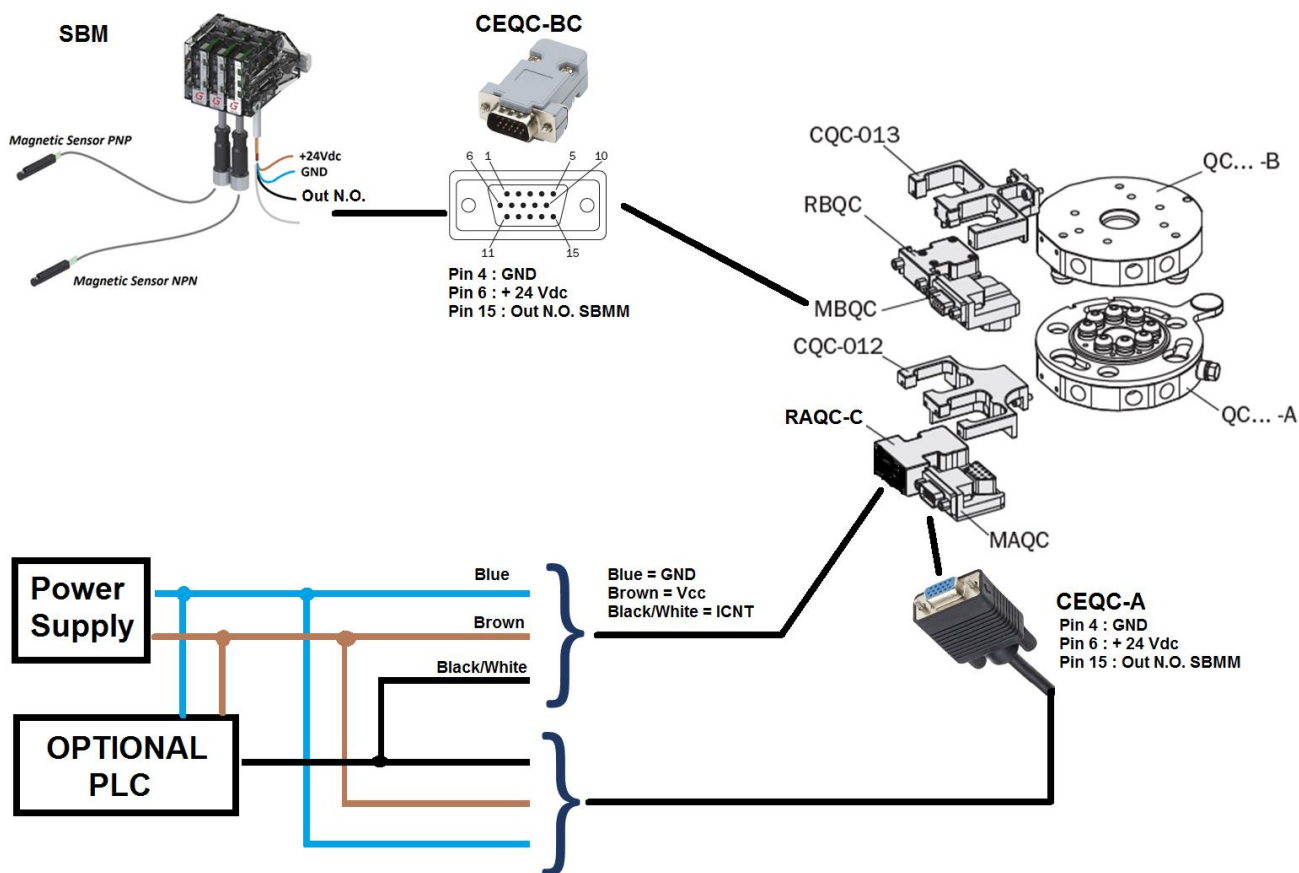 SBM
CEQC-BC
Magnetic Sensor PNP
+24Vdc
GND
Out N.O.
Magnetic Sensor NPN
1
5
6
10
11
15
Pin 4 : GND
Pin 6 : + 24 Vdc
Pin 15 : Out N.O. SBMM
CQC-013
QC... -B
RBQC
MBQC
CQC-012
QC... -A
RAQC-C
MAQC
Power
Supply
Blue
Brown
Black/White
Blue = GND
Brown = Vcc
Black/White = ICNT
CEQC-A
Pin 4 : GND
Pin 6 : + 24 Vdc
Pin 15 : Out N.O. SBMM
OPTIONAL
PLC
G G G